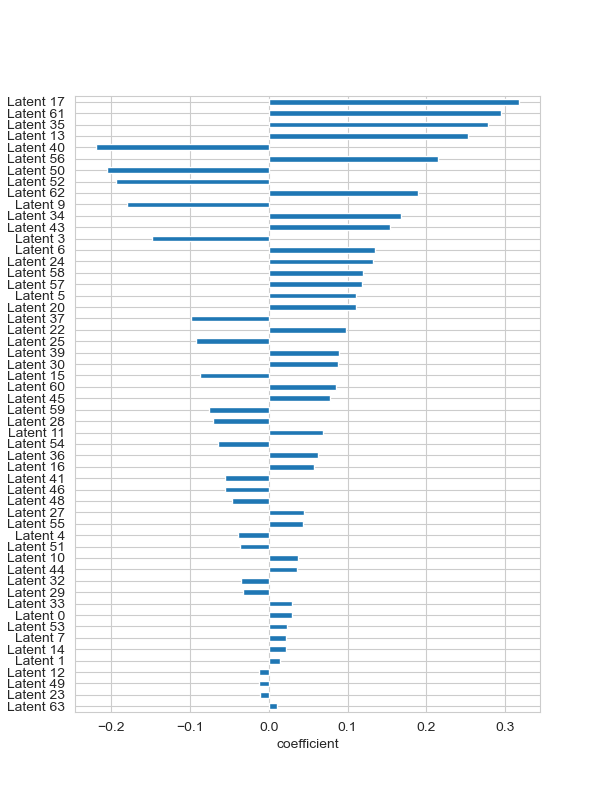 Latent 17
Latent 61
Latent 35
Latent 13
Latent 40
Latent 56
Latent 50
Latent 52
Latent 62
Latent 9
Latent 34
Latent 43
Latent 3
Latent 6
Latent 24
Latent 58
Latent 57
Latent 5
Latent 20
Latent 37
Latent 22
Latent 25
Latent 39
Latent 30
Latent 15
Latent 60
Latent 45
Latent 59
Latent 28
Latent 11
Latent 54
Latent 36
Latent 16
Latent 41
Latent 46
Latent 48
Latent 27
Latent 55
Latent 4
Latent 51
Latent 10
Latent 44
Latent 32
Latent 29
Latent 33
Latent 0
Latent 53
Latent 7
Latent 14
Latent 1
Latent 12
Latent 49
Latent 23
Latent 63
−0.2 −0.1 0.0 0.1 0.2 0.3
coefficient